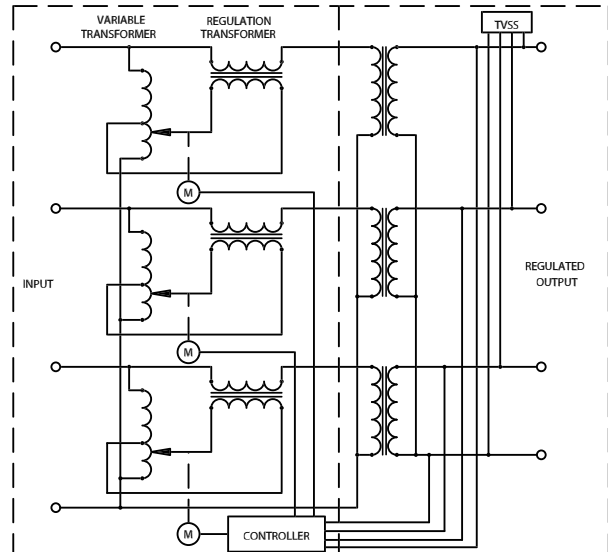 VARIABLE
TRANSFORMER
REGULATION
TRANSFORMER
TVSS
M
INPUT
REGULATED
OUTPUT
M
M
CONTROLLER